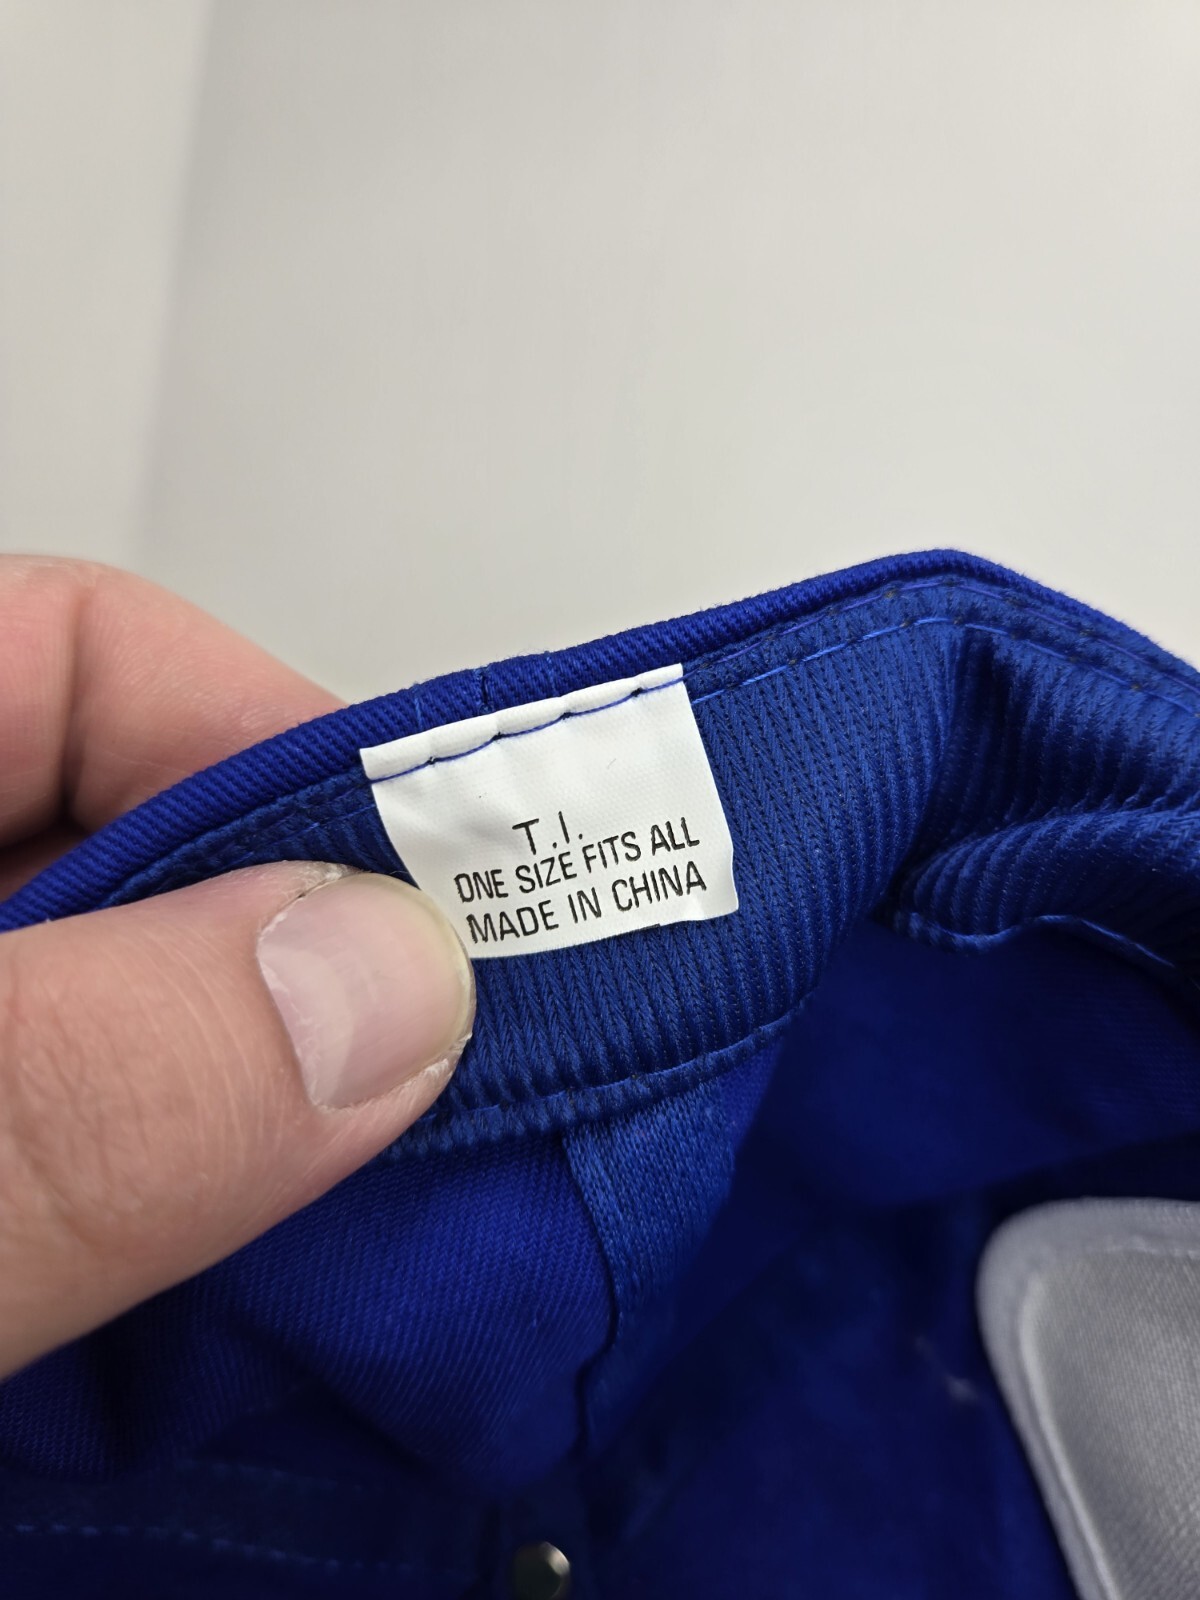 T.I.
ONE SIZE FITS ALL
MADE IN CHINA